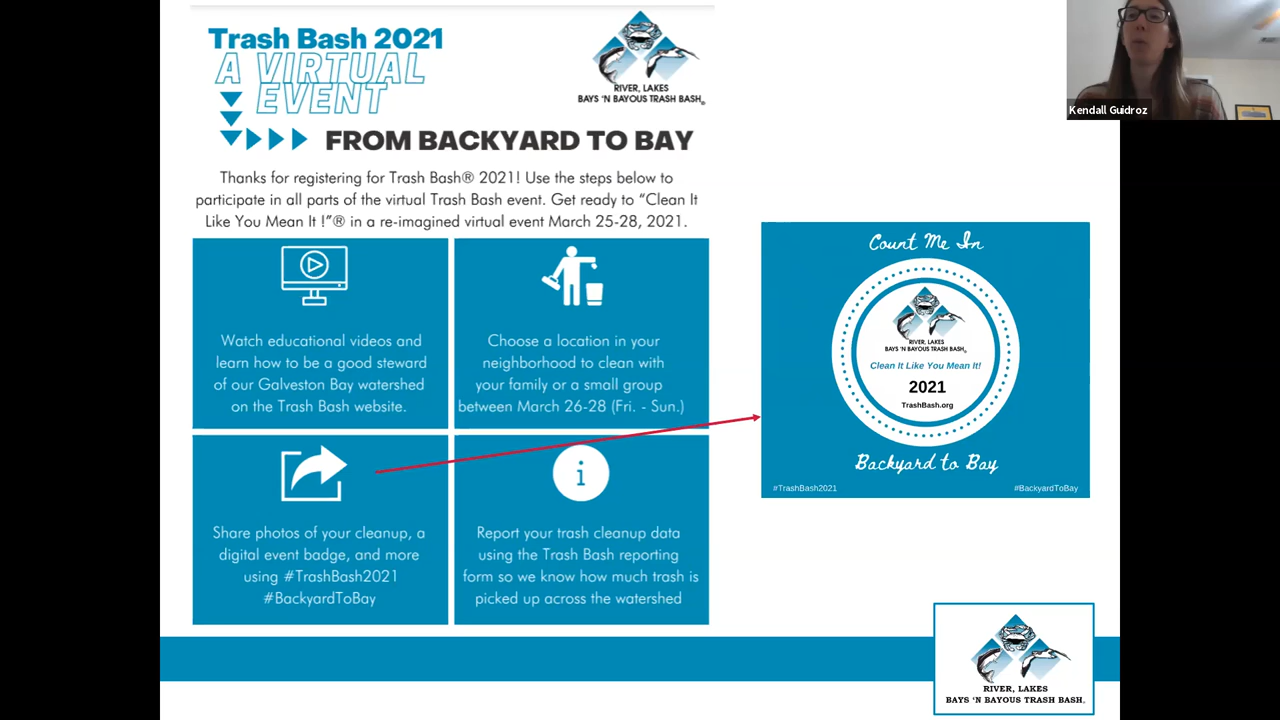 Trash Bash 2021
A VIRTUAL
EVENT
RIVER, LAKES
BAYS 'N BAYOUS TRASH BASH®
FROM BACKYARD TO BAY
Thanks for registering for Trash Bash® 2021! Use the steps below to
participate in all parts of the virtual Trash Bash event. Get ready to “Clean It
Like You Mean It !”® in a re-imagined virtual event March 25-28, 2021.
Watch educational videos and
learn how to be a good steward
of our Galveston Bay watershed
on the Trash Bash website.
Choose a location in your
neighborhood to clean with
your family or a small group
between March 26-28 (Fri. - Sun.)
Share photos of your cleanup, a
digital event badge, and more
using #TrashBash2021
#BackyardToBay
i
Report your trash cleanup data
using the Trash Bash reporting
form so we know how much trash is
picked up across the watershed
Kendall Guidroz
Count Me In
RIVER, LAKES
BAYS 'N BAYOUS TRASH BASH®
Clean It Like You Mean It!
2021
TrashBash.org
Backyard to Bay
#TrashBash2021
#BackyardToBay
RIVER, LAKES
BAYS 'N BAYOUS TRASH BASH®